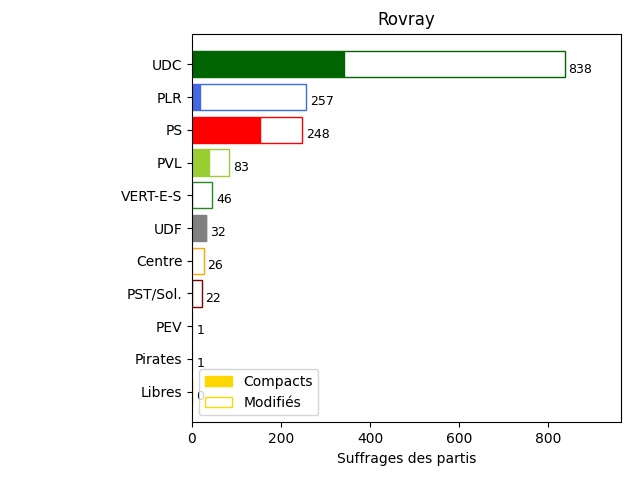 Rovray
UDC 838
PLR 257
PS 248
PVL 83
VERT-E-S 46
UDF 32
Centre 26
PST/Sol. 22
PEV 1
Pirates 1
Libres 0
Compacts
Modifiés
0 200 400 600 800
Suffrages des partis